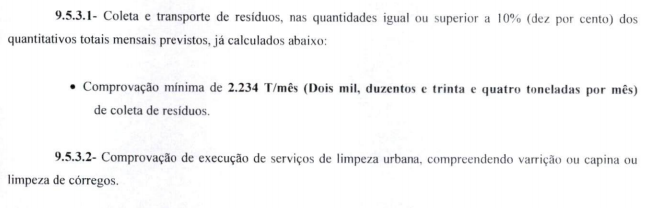 9.5.3.1- Coleta e transporte de resíduos, nas quantidades igual ou superior a 10% (dez por cento) dos
quantitativos totais mensais previstos, já calculados abaixo:
• Comprovação mínima de 2.234 T/mês (Dois mil, duzentos e trinta e quatro toneladas por mês)
de coleta de resíduos.
9.5.3.2- Comprovação de execução de serviços de limpeza urbana, compreendendo varrição ou capina ou
limpeza de córregos.